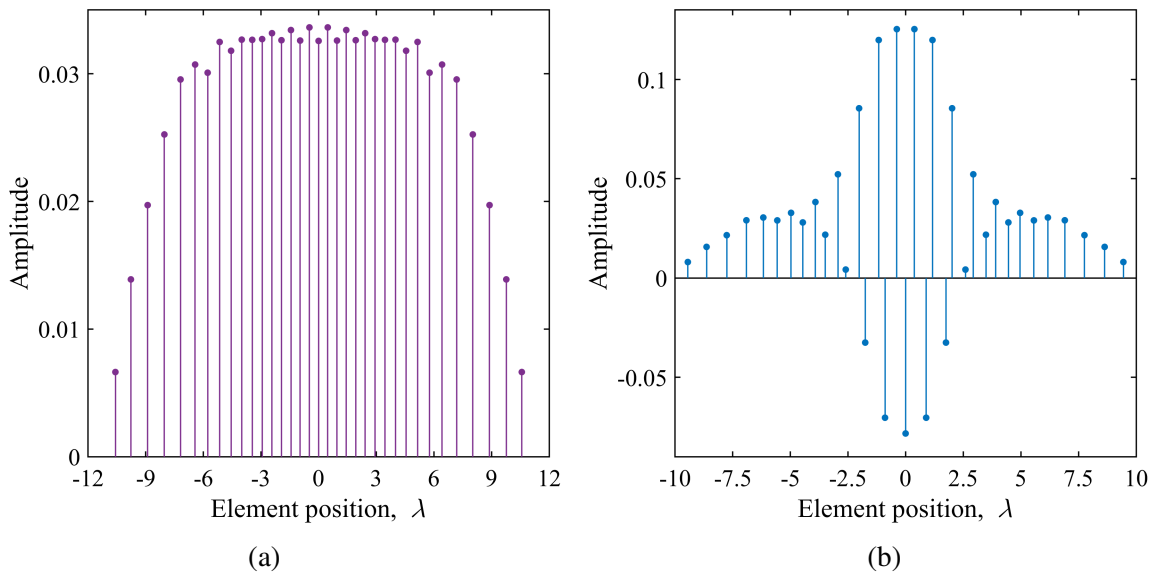 0.03
0.02
0.01
0
Amplitude
-12 -9 -6 -3 0 3 6 9 12
Element position, λ
(a)
0.1
0.05
0
-0.05
Amplitude
-10 -7.5 -5 -2.5 0 2.5 5 7.5 10
Element position, λ
(b)